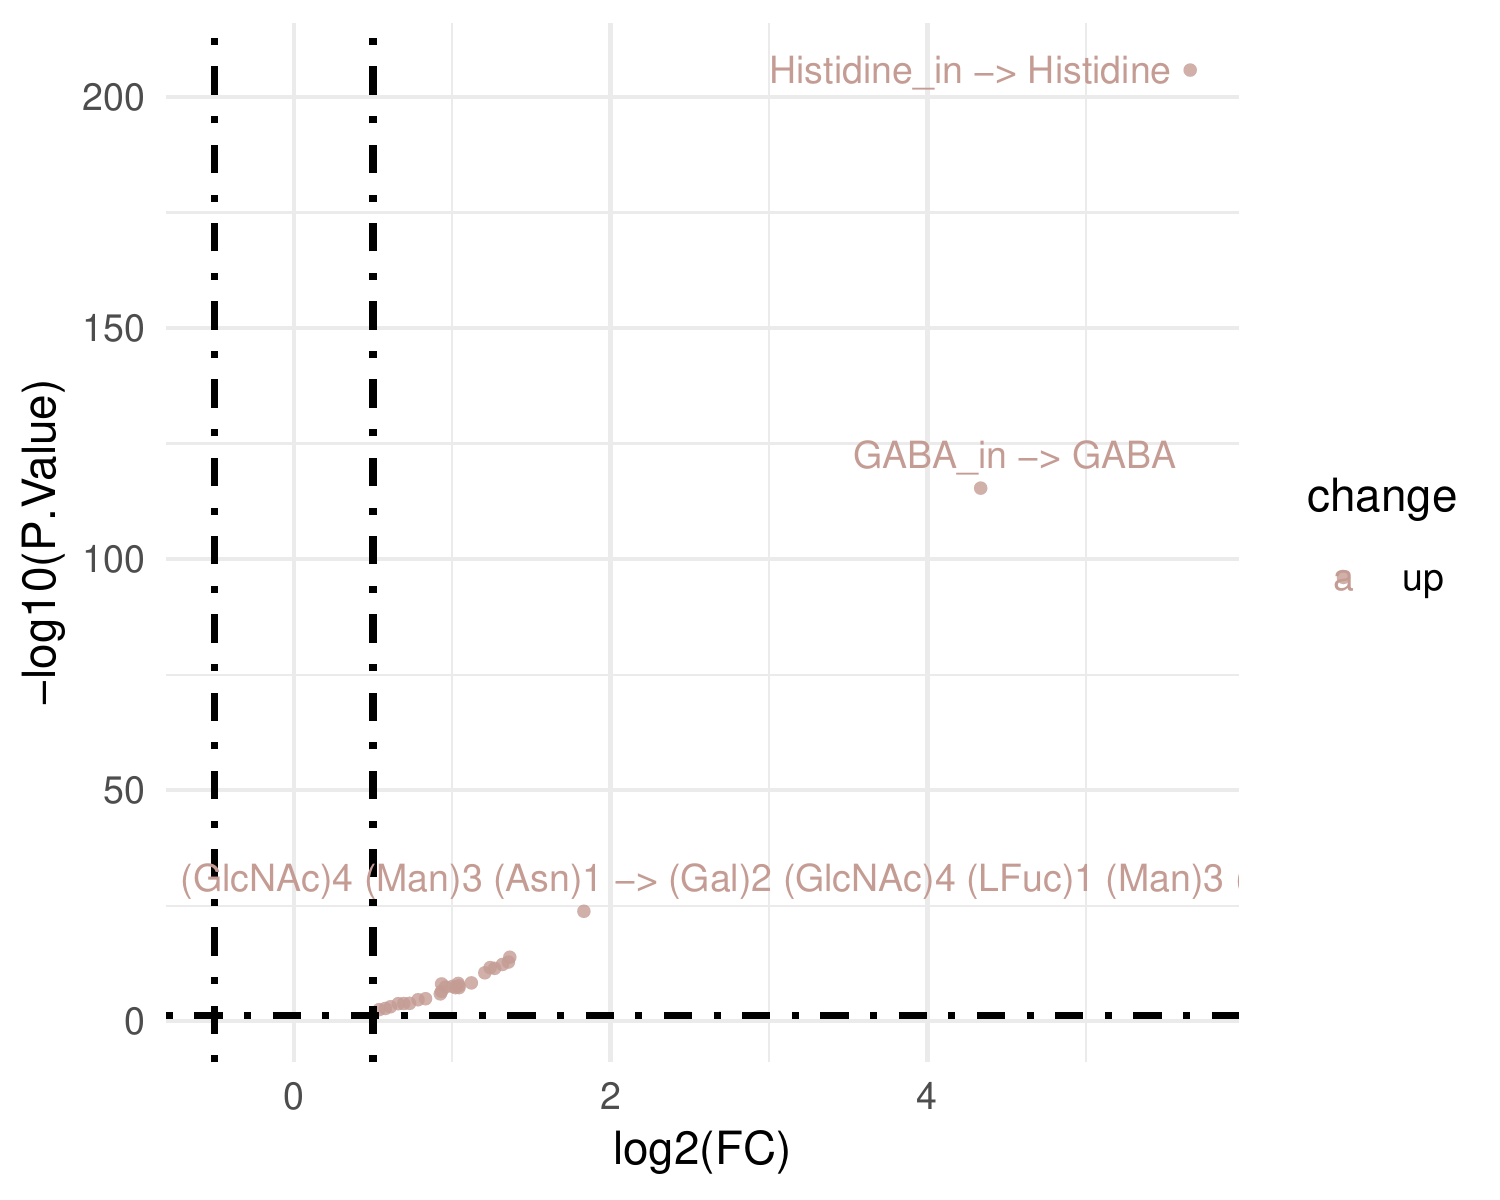 Histidine_in −> Histidine
200
150
GABA_in −> GABA
100
50
(GlcNAc)4 (Man)3 (Asn)1 −> (Gal)2 (GlcNAc)4 (LFuc)1 (Man)3 (
0
0 2 4
log2(FC)
−log10(P.Value)
change
a up